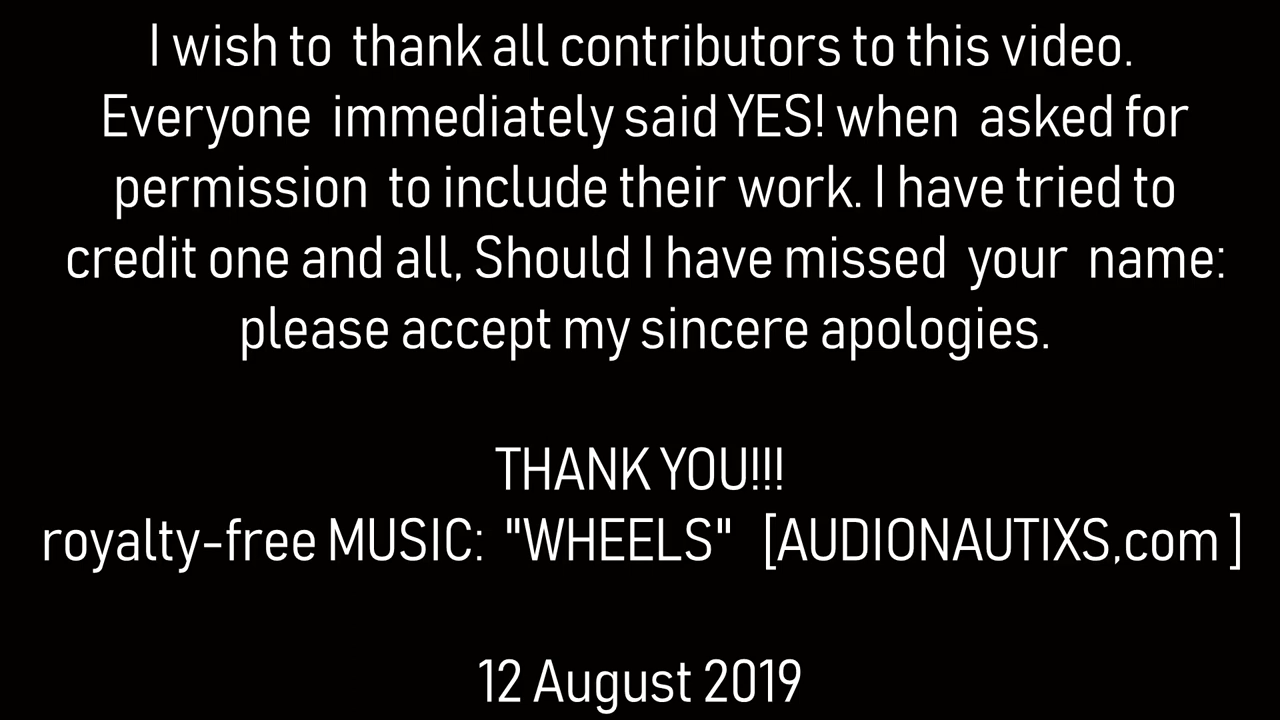 I wish to thank all contributors to this video.
Everyone immediately said YES! when asked for
permission to include their work. I have tried to
credit one and all, Should I have missed your name:
please accept my sincere apologies.
THANK YOU!!!
royalty-free MUSIC: "WHEELS" [AUDIONAUTIXS,com ]
12 August 2019